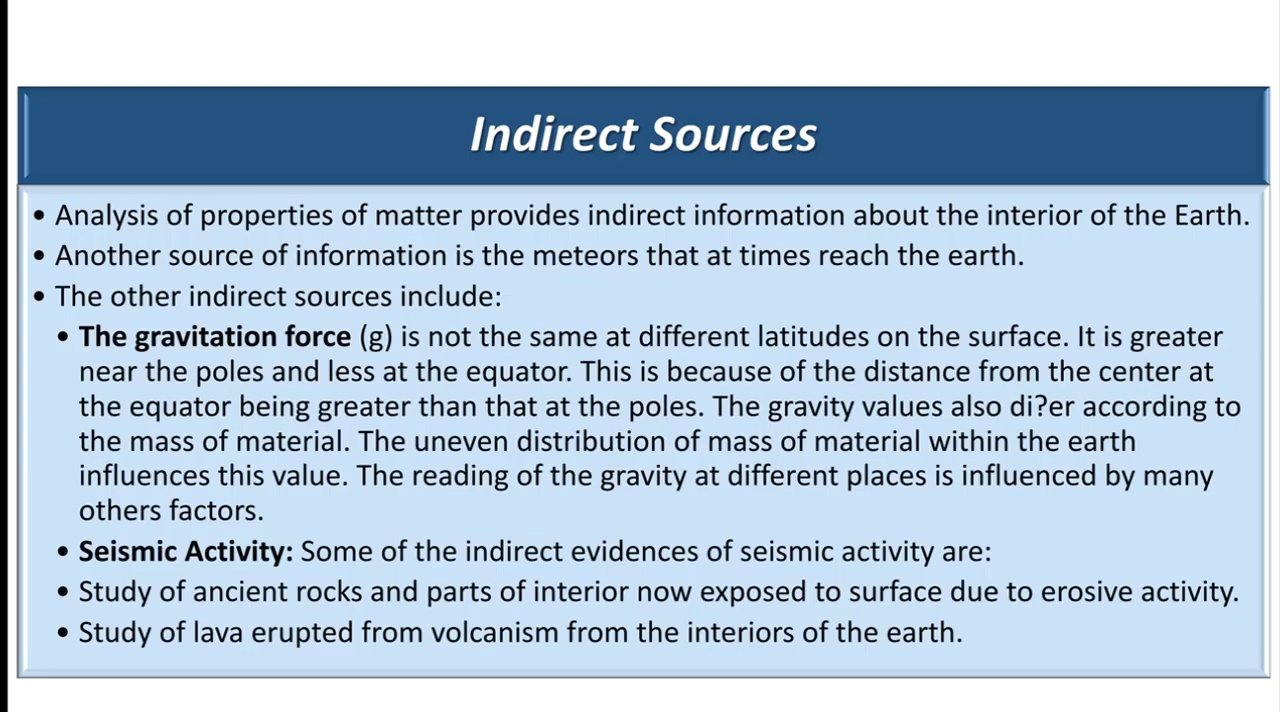 Indirect Sources
• Analysis of properties of matter provides indirect information about the interior of the Earth.
• Another source of information is the meteors that at times reach the earth.
• The other indirect sources include:
• The gravitation force (g) is not the same at different latitudes on the surface. It is greater
near the poles and less at the equator. This is because of the distance from the center at
the equator being greater than that at the poles. The gravity values also di?er according to
the mass of material. The uneven distribution of mass of material within the earth
influences this value. The reading of the gravity at different places is influenced by many
others factors.
• Seismic Activity: Some of the indirect evidences of seismic activity are:
• Study of ancient rocks and parts of interior now exposed to surface due to erosive activity.
• Study of lava erupted from volcanism from the interiors of the earth.